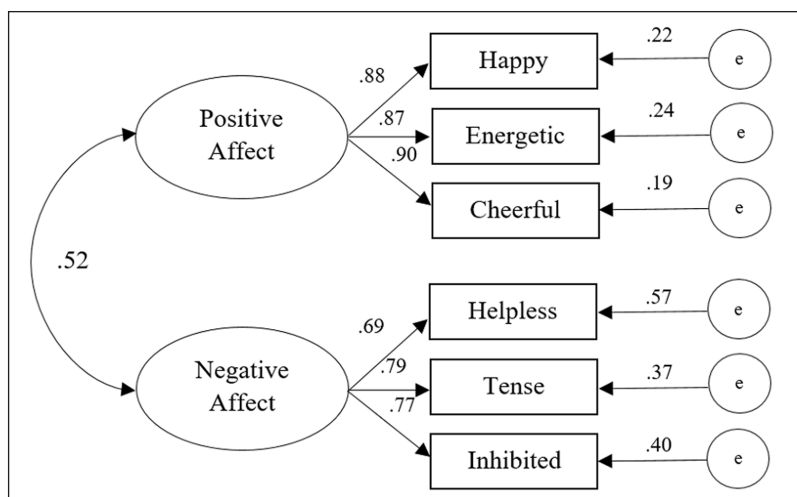 .88
Happy
.22
e
Positive
Affect
.87
Energetic
.24
e
.90
Cheerful
.19
e
.52
.69
Helpless
.57
e
Negative
Affect
.79
Tense
.37
e
.77
Inhibited
.40
e